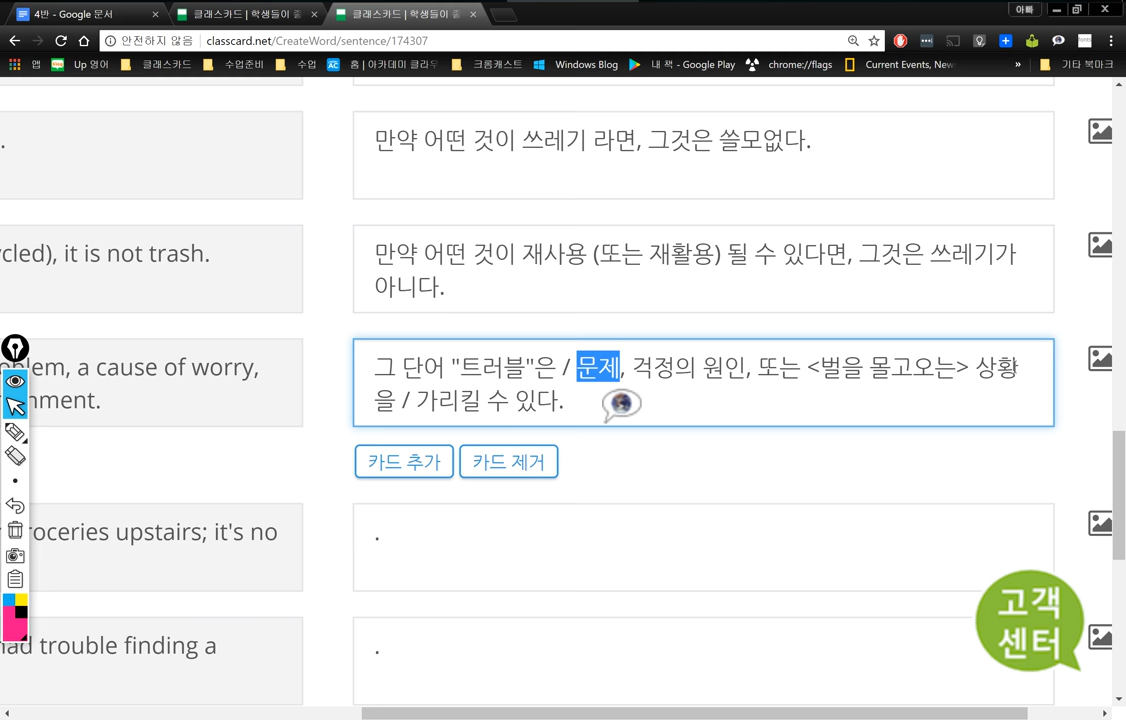 4반 - Google 문서
클래스카드 | 학생들이 좋
클래스카드 | 학생들이 좋
아빠
안전하지 않음 classcard.net/CreateWord/sentence/174307
앱 Up 영어 클래스카드 수업준비 수업 홈 | 아카데미 클라우 크롬캐스트 Windows Blog 내 책 - Google Play chrome://flags Current Events, New » 기타 북마크
.
만약 어떤 것이 쓰레기 라면, 그것은 쓸모없다.
ycled), it is not trash.
만약 어떤 것이 재사용 (또는 재활용) 될 수 있다면, 그것은 쓰레기가
아니다.
oblem, a cause of worry,
nment.
그 단어 "트러블"은 / 문제, 걱정의 원인, 또는 <벌을 몰고오는> 상황
을 / 가리킬 수 있다.
카드 추가 카드 제거
roceries upstairs; it's no
.
had trouble finding a
.
고객
센터